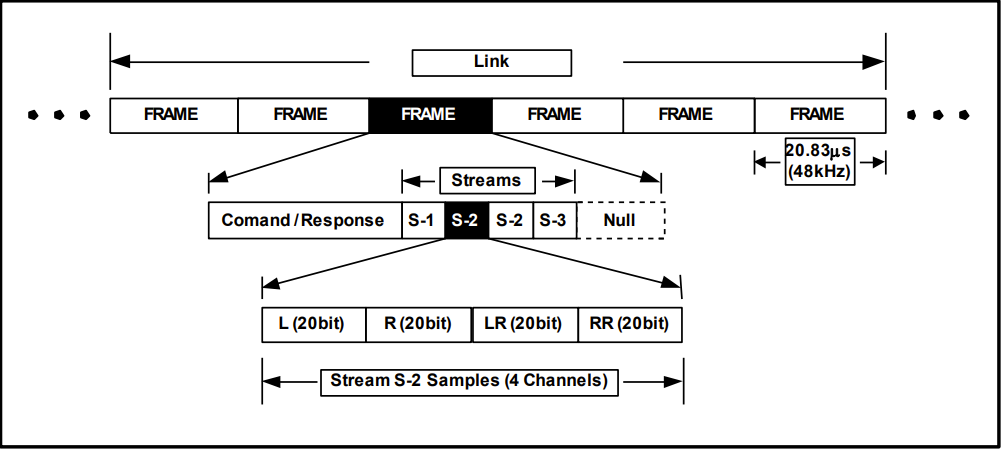 Link
FRAME FRAME FRAME FRAME FRAME FRAME
20.83µs
(48kHz)
Streams
Comand / Response S-1 S-2 S-2 S-3 Null
L (20bit) R (20bit) LR (20bit) RR (20bit)
Stream S-2 Samples (4 Channels)